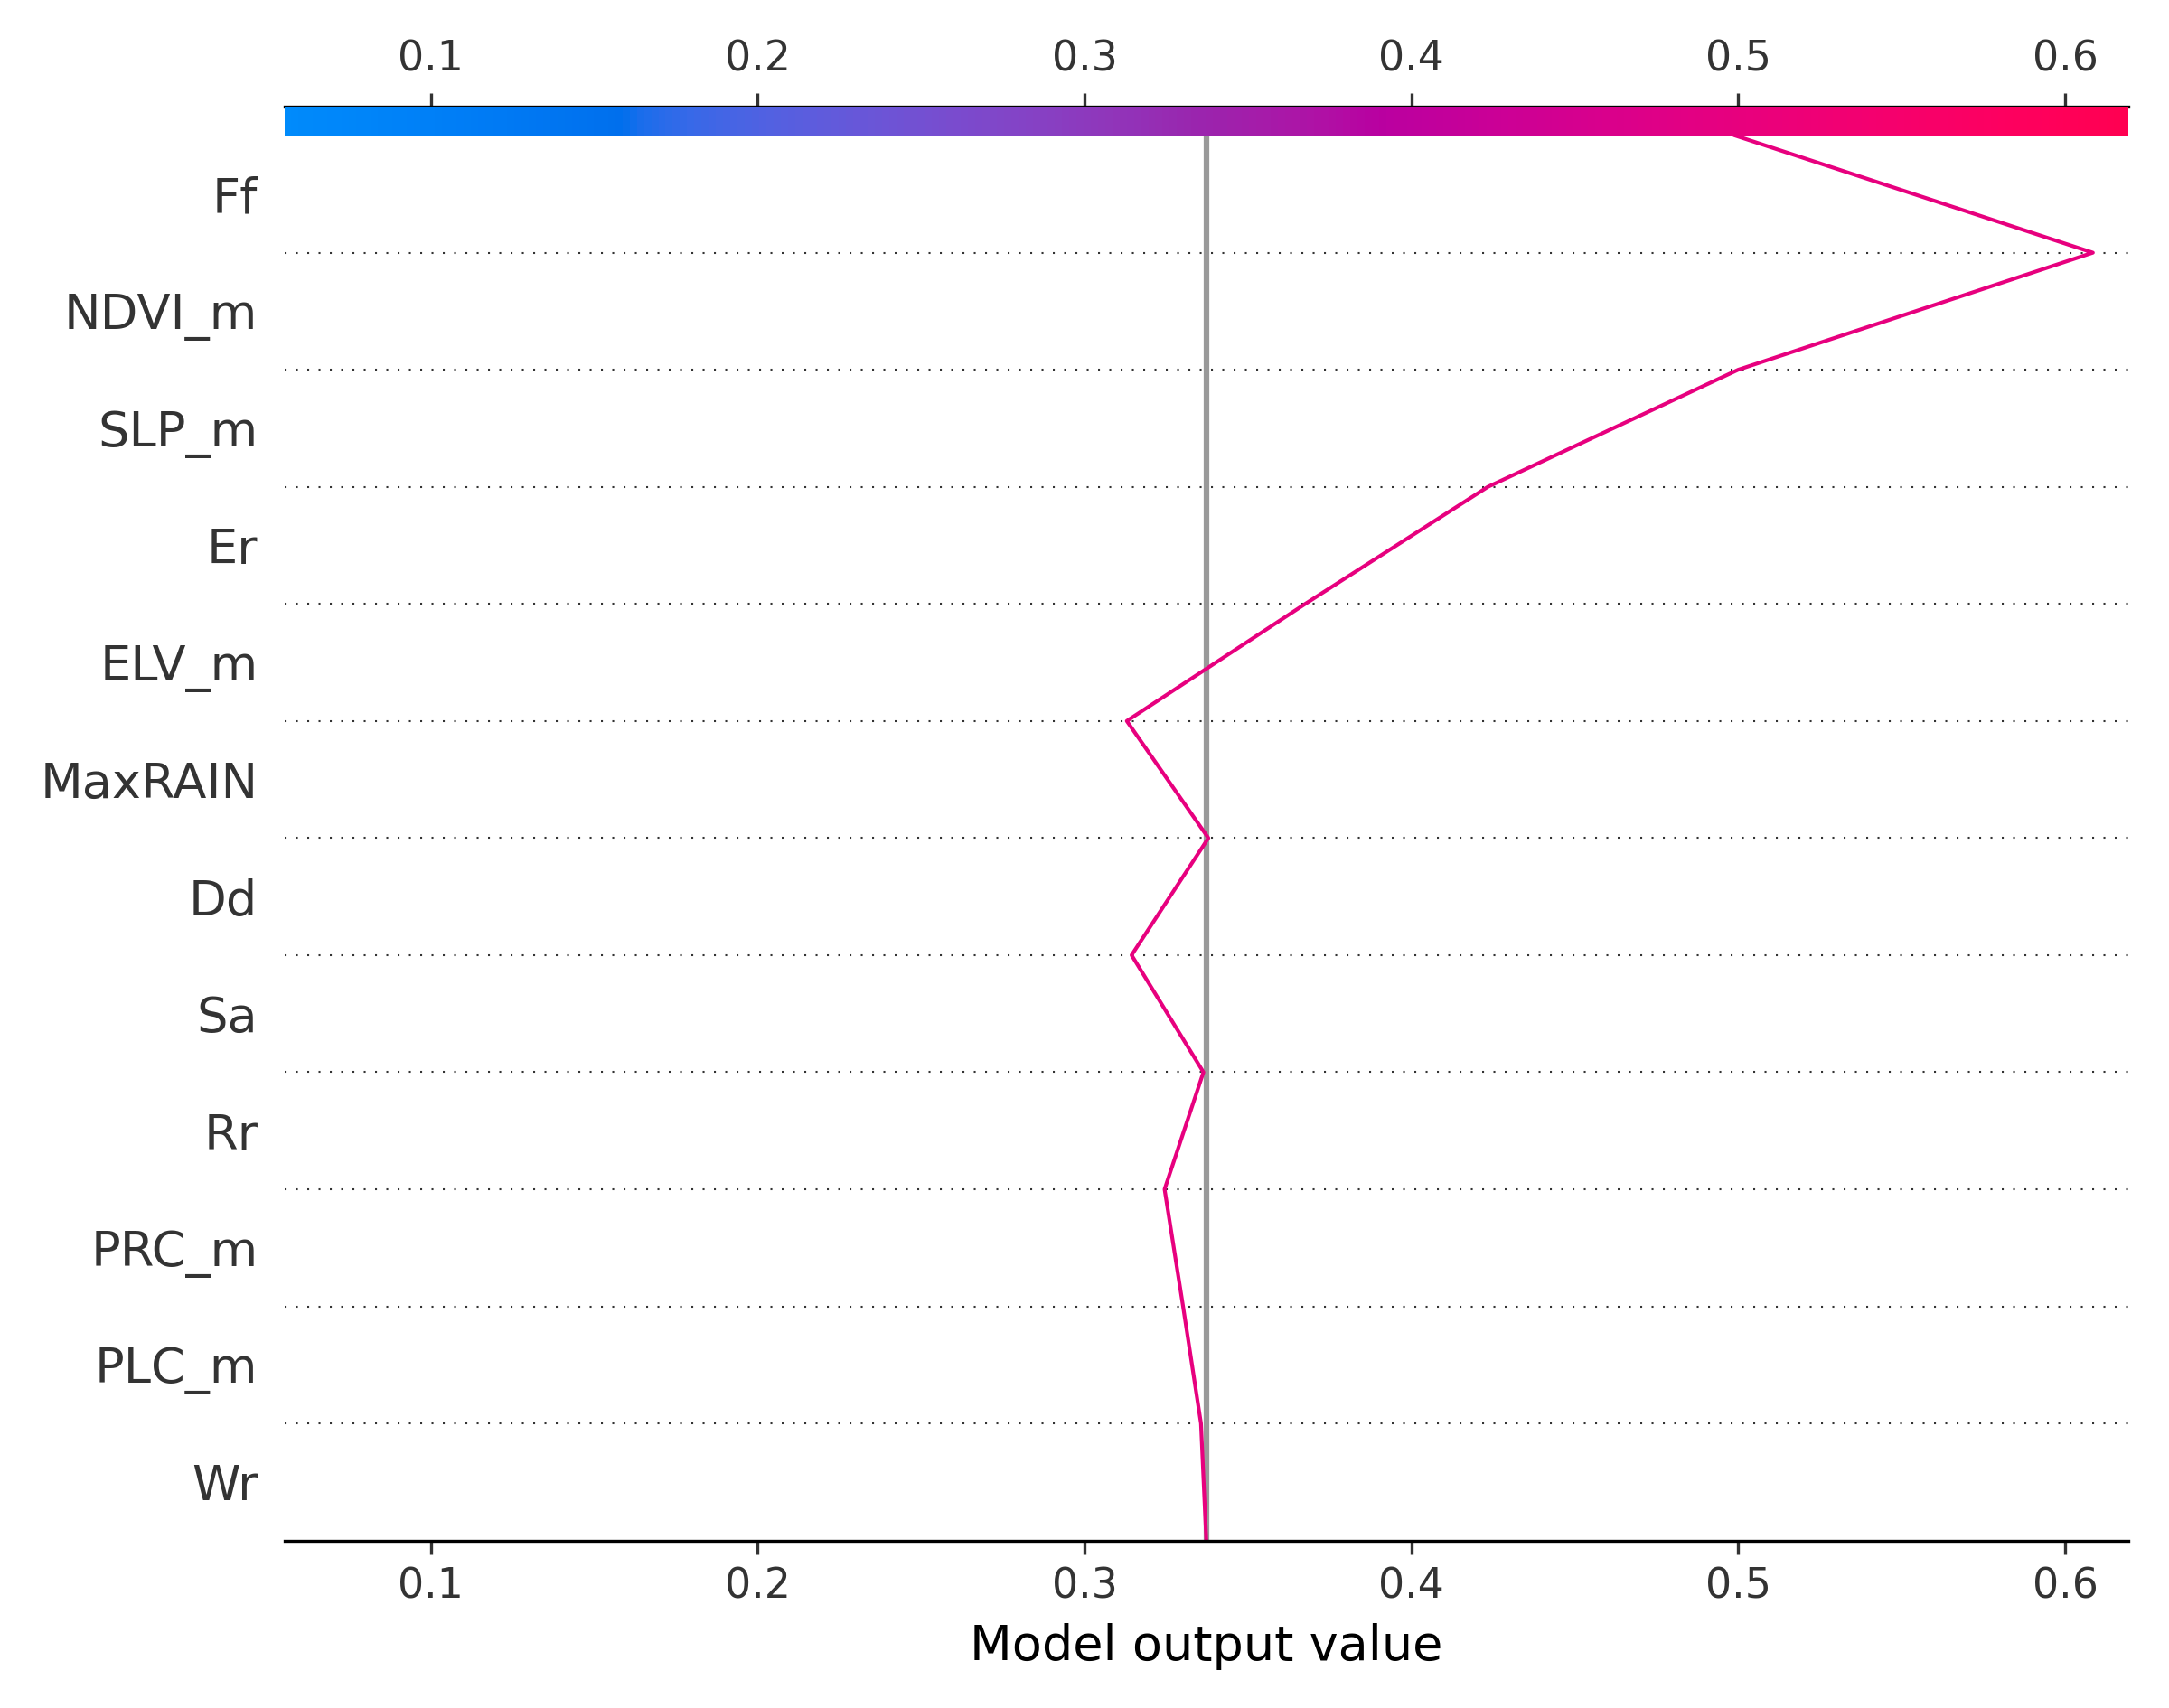 0.1 0.2 0.3 0.4 0.5 0.6
Ff
NDVI_m
SLP_m
Er
ELV_m
MaxRAIN
Dd
Sa
Rr
PRC_m
PLC_m
Wr
0.1 0.2 0.3 0.4 0.5 0.6
Model output value